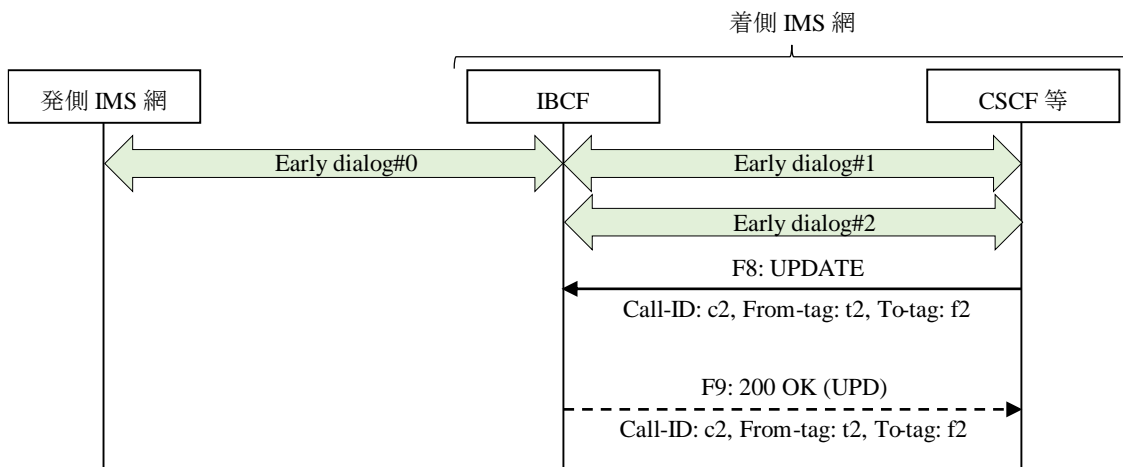 着側 IMS 網
発側 IMS 網
IBCF
CSCF 等
Early dialog#0
Early dialog#1
Early dialog#2
F8: UPDATE
Call-ID: c2, From-tag: t2, To-tag: f2
F9: 200 OK (UPD)
Call-ID: c2, From-tag: t2, To-tag: f2